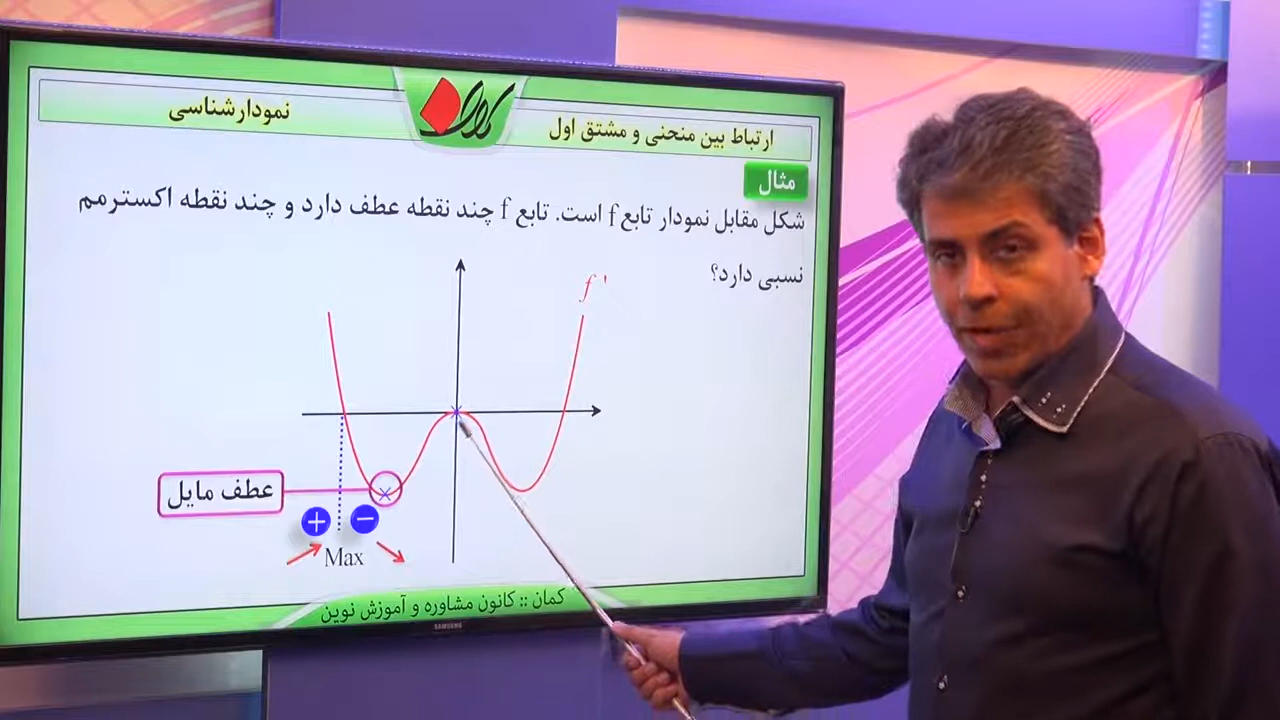 ارتباط بین منحنی و مشتق اول
نمودارشناسی
کمان
مثال
شکل مقابل نمودار تابع f است. تابع f چند نقطه عطف دارد و چند نقطه اکسترمم
نسبی دارد؟
f '
عطف مایل
+ −
Max
کمان :: کانون مشاوره و آموزش نوین
SAMSUNG